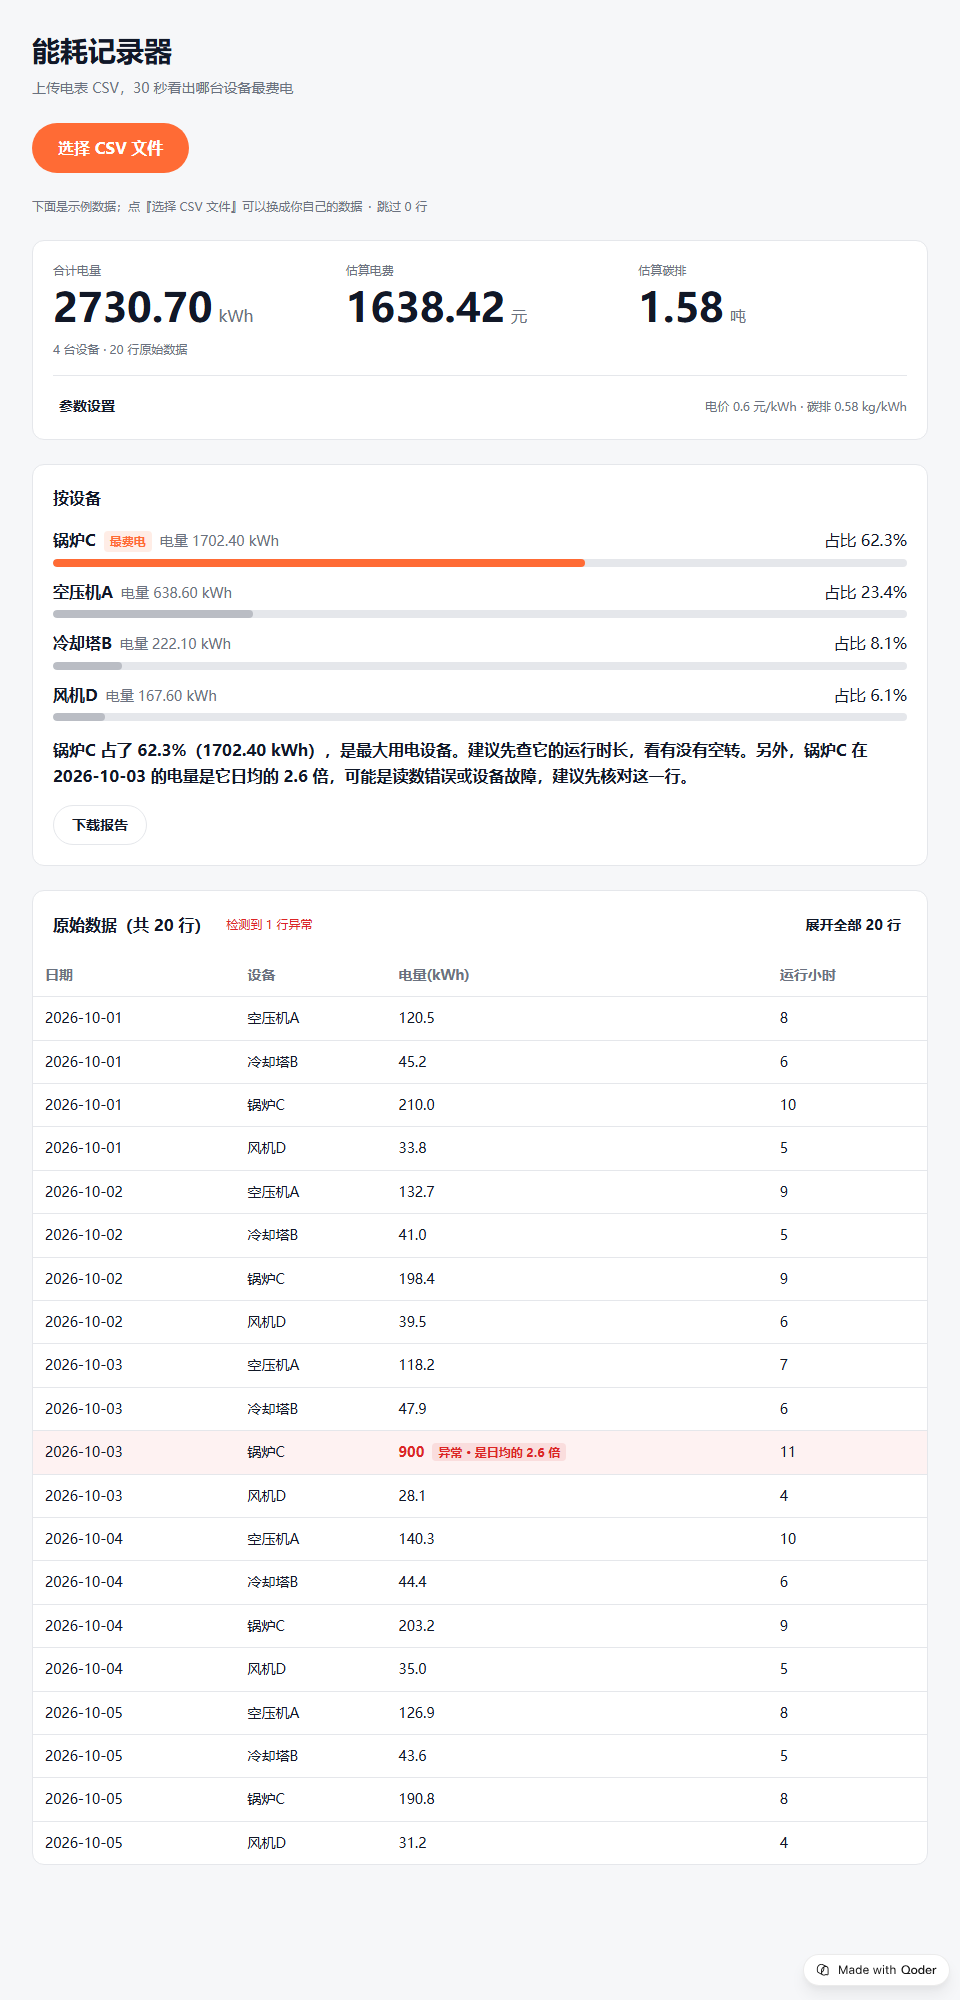 能耗记录器
上传电表 CSV，30 秒看出哪台设备最费电
选择 CSV 文件
下面是示例数据；点『选择 CSV 文件』可以换成你自己的数据 · 跳过 0 行
合计电量 估算电费 估算碳排
2730.70 kWh 1638.42 元 1.58 吨
4 台设备 · 20 行原始数据
参数设置 电价 0.6 元/kWh · 碳排 0.58 kg/kWh
按设备
锅炉C 最费电 电量 1702.40 kWh 占比 62.3%
空压机A 电量 638.60 kWh 占比 23.4%
冷却塔B 电量 222.10 kWh 占比 8.1%
风机D 电量 167.60 kWh 占比 6.1%
锅炉C 占了 62.3%（1702.40 kWh），是最大用电设备。建议先查它的运行时长，看有没有空转。另外，锅炉C 在
2026-10-03 的电量是它日均的 2.6 倍，可能是读数错误或设备故障，建议先核对这一行。
下载报告
原始数据（共 20 行） 检测到 1 行异常 展开全部 20 行
日期 设备 电量(kWh) 运行小时
2026-10-01 空压机A 120.5 8
2026-10-01 冷却塔B 45.2 6
2026-10-01 锅炉C 210.0 10
2026-10-01 风机D 33.8 5
2026-10-02 空压机A 132.7 9
2026-10-02 冷却塔B 41.0 5
2026-10-02 锅炉C 198.4 9
2026-10-02 风机D 39.5 6
2026-10-03 空压机A 118.2 7
2026-10-03 冷却塔B 47.9 6
2026-10-03 锅炉C 900 异常 · 是日均的 2.6 倍 11
2026-10-03 风机D 28.1 4
2026-10-04 空压机A 140.3 10
2026-10-04 冷却塔B 44.4 6
2026-10-04 锅炉C 203.2 9
2026-10-04 风机D 35.0 5
2026-10-05 空压机A 126.9 8
2026-10-05 冷却塔B 43.6 5
2026-10-05 锅炉C 190.8 8
2026-10-05 风机D 31.2 4
Made with Qoder